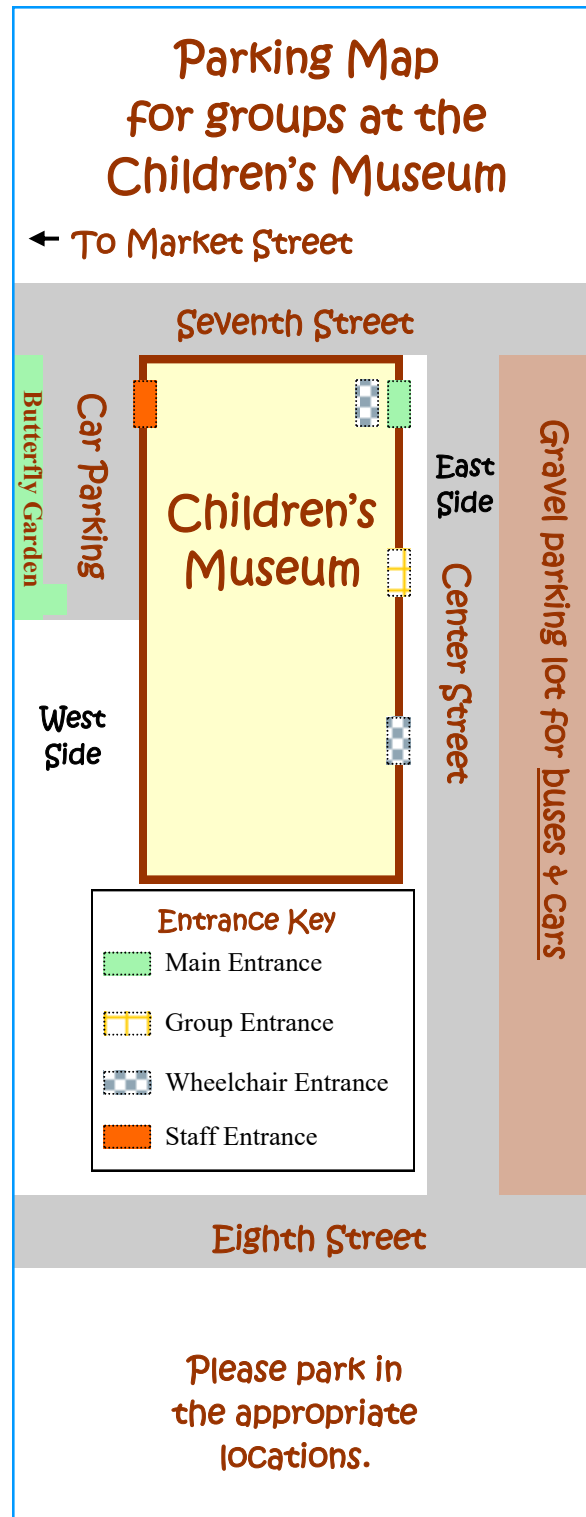 Parking Map
for groups at the
Children's Museum
To Market Street
Seventh Street
Butterfly Garden
Car Parking
Children's
Museum
East
Side
Center Street
Gravel parking lot for buses & cars
West
Side
Entrance Key
Main Entrance
Group Entrance
Wheelchair Entrance
Staff Entrance
Eighth Street
Please park in
the appropriate
locations.